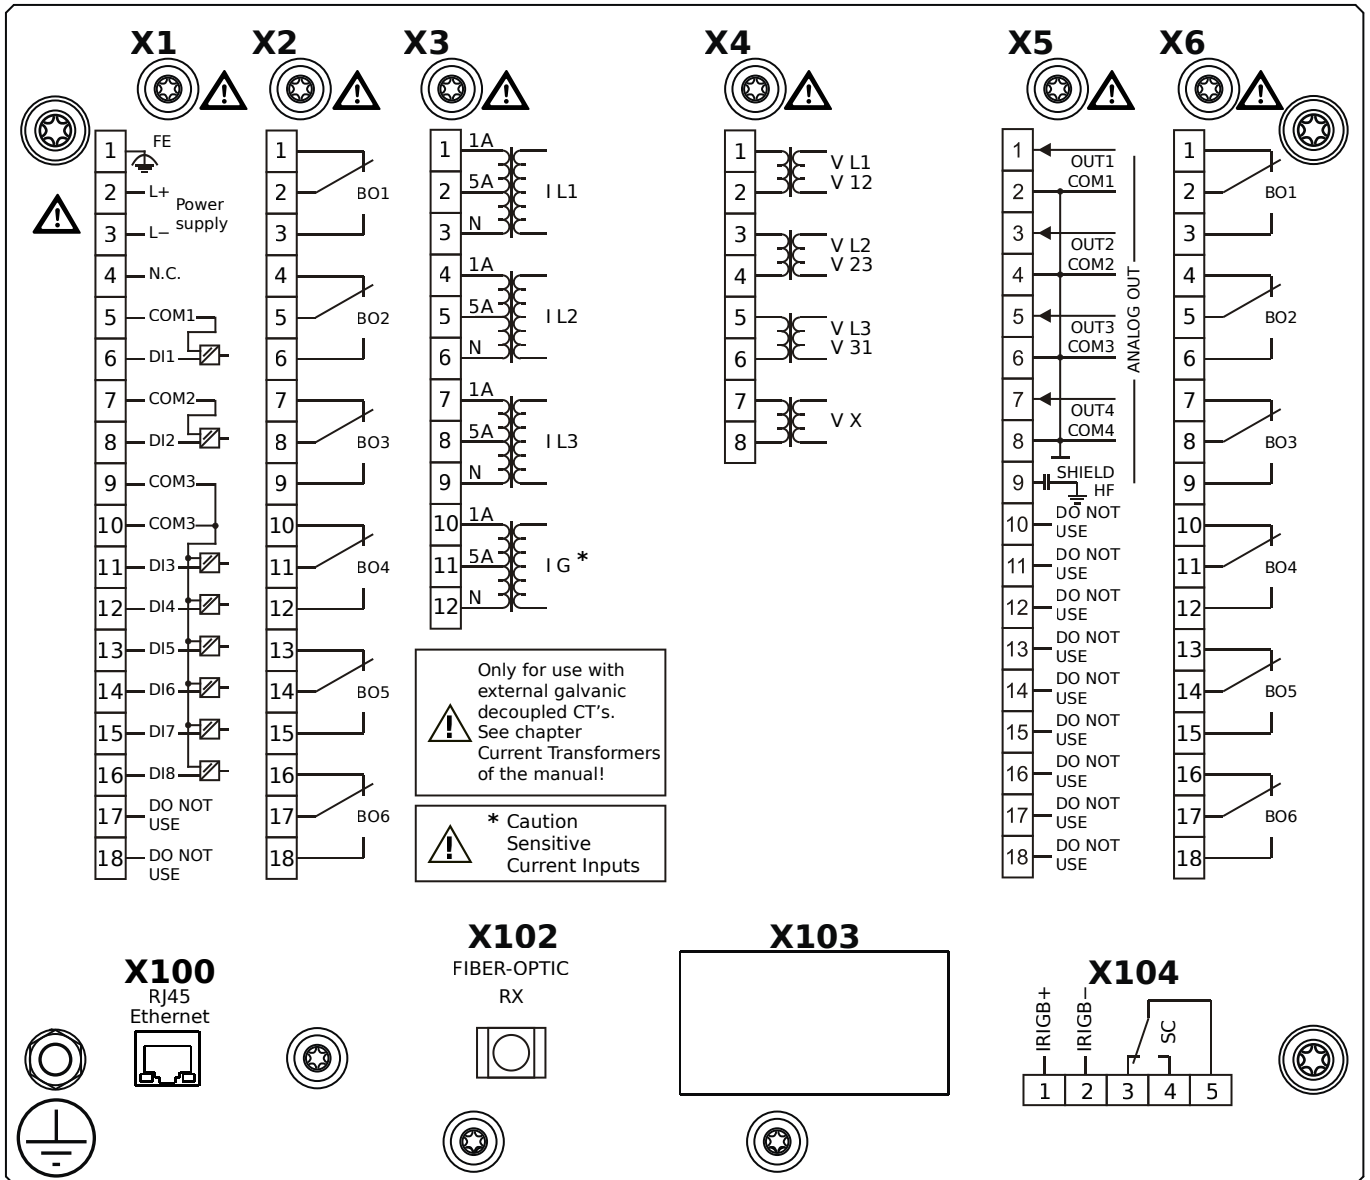 X1
X2
X3
X4
X5
X6
1 FE
2 L+
Power
supply
3 L−
4 N.C.
5 COM1
6 DI1
7 COM2
8 DI2
9 COM3
10 COM3
11 DI3
12 DI4
13 DI5
14 DI6
15 DI7
16 DI8
17 DO NOT
USE
18 DO NOT
USE
1
2 BO1
3
4
5 BO2
6
7
8 BO3
9
10
11 BO4
12
13
14 BO5
15
16
17 BO6
18
1 1A
2 5A I L1
3 N
4 1A
5 5A I L2
6 N
7 1A
8 5A I L3
9 N
10 1A
11 5A I G *
12 N
Only for use with
external galvanic
decoupled CT's.
See chapter
Current Transformers
of the manual!
* Caution
Sensitive
Current Inputs
1 V L1
2 V 12
3 V L2
4 V 23
5 V L3
6 V 31
7 V X
8
1 OUT1
2 COM1
3 OUT2
4 COM2
5 OUT3
6 COM3
7 OUT4
8 COM4
ANALOG OUT
9 SHIELD
HF
10 DO NOT
USE
11 DO NOT
USE
12 DO NOT
USE
13 DO NOT
USE
14 DO NOT
USE
15 DO NOT
USE
16 DO NOT
USE
17 DO NOT
USE
18 DO NOT
USE
1
2 BO1
3
4
5 BO2
6
7
8 BO3
9
10
11 BO4
12
13
14 BO5
15
16
17 BO6
18
X100
RJ45
Ethernet
X102
FIBER-OPTIC
RX
X103
X104
IRIGB+
IRIGB−
SC
1 2 3 4 5